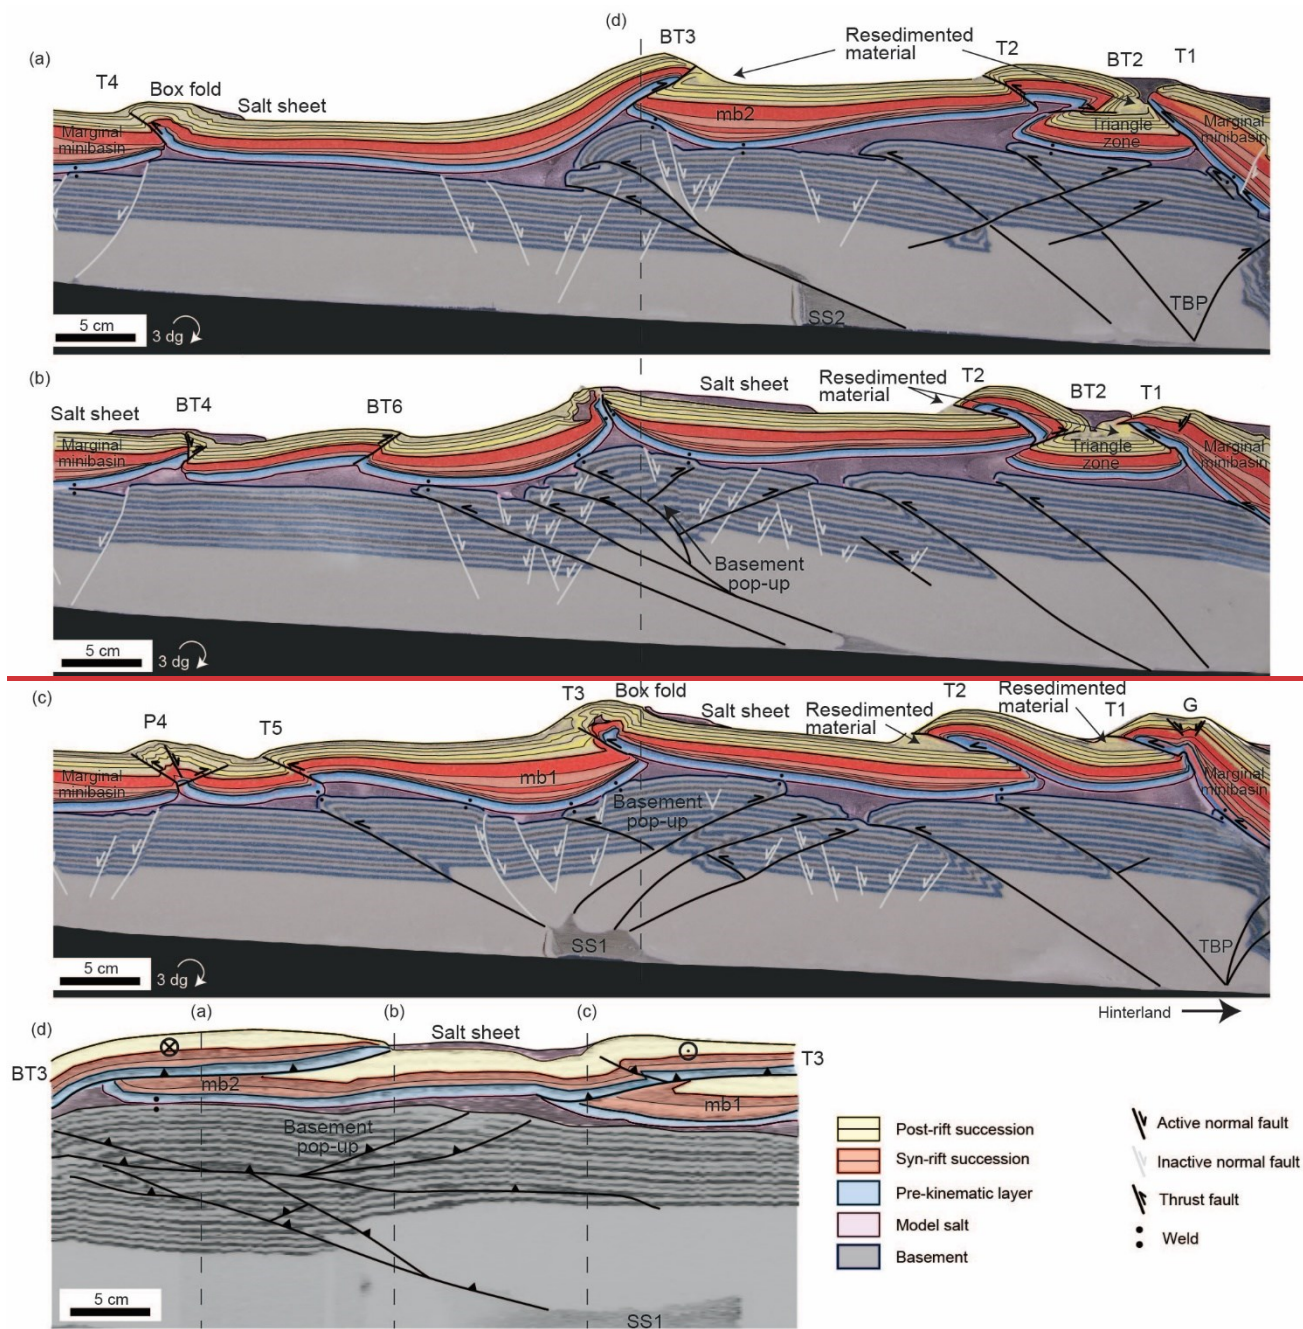 (a)
T4
Box fold
Salt sheet
(d)
BT3
Resedimented
material
T2
BT2
T1
Marginal
minibasin
mb2
Triangle
zone
Marginal
minibasin
SS2
TBP
5 cm
3 dg
(b)
Salt sheet
BT4
BT6
Salt sheet
Resedimented
material
T2
BT2
T1
Marginal
minibasin
Triangle
zone
Marginal
minibasin
Basement
pop-up
5 cm
3 dg
(c)
P4
T5
T3
Box fold
Salt sheet
Resedimented
material
T2
Resedimented
material
T1
G
Marginal
minibasin
mb1
Marginal
minibasin
Basement
pop-up
SS1
TBP
5 cm
3 dg
Hinterland
(d)
(a)
(b)
(c)
Salt sheet
BT3
T3
mb2
mb1
Basement
pop-up
SS1
5 cm
Post-rift succession
Syn-rift succession
Pre-kinematic layer
Model salt
Basement
Active normal fault
Inactive normal fault
Thrust fault
Weld